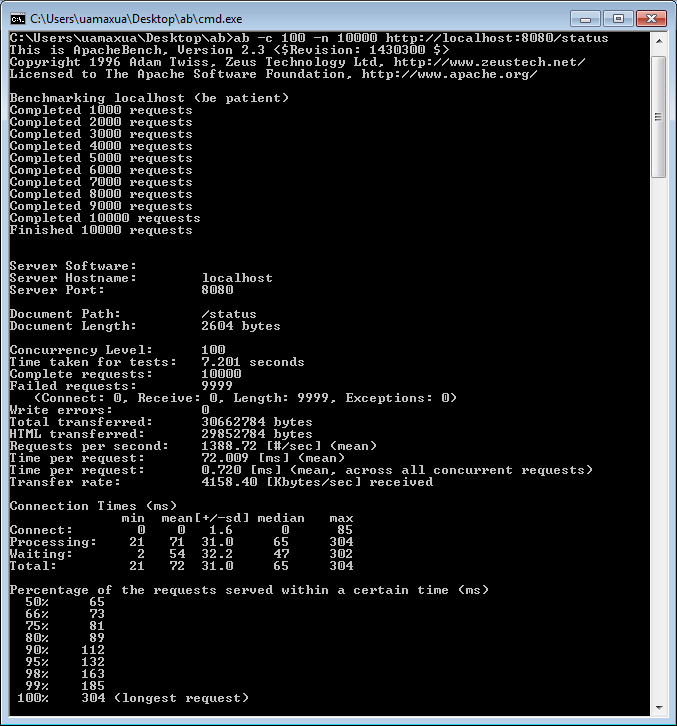 C:\Users\uamaxua\Desktop\ab\cmd.exe
C:\Users\uamaxua\Desktop\ab>ab -c 100 -n 10000 http://localhost:8080/status
This is ApacheBench, Version 2.3 <$Revision: 1430300 $>
Copyright 1996 Adam Twiss, Zeus Technology Ltd, http://www.zeustech.net/
Licensed to The Apache Software Foundation, http://www.apache.org/
Benchmarking localhost (be patient)
Completed 1000 requests
Completed 2000 requests
Completed 3000 requests
Completed 4000 requests
Completed 5000 requests
Completed 6000 requests
Completed 7000 requests
Completed 8000 requests
Completed 9000 requests
Completed 10000 requests
Finished 10000 requests
Server Software:
Server Hostname:        localhost
Server Port:            8080
Document Path:          /status
Document Length:        2604 bytes
Concurrency Level:      100
Time taken for tests:   7.201 seconds
Complete requests:      10000
Failed requests:        9999
   (Connect: 0, Receive: 0, Length: 9999, Exceptions: 0)
Write errors:           0
Total transferred:      30662784 bytes
HTML transferred:       29852784 bytes
Requests per second:    1388.72 [#/sec] (mean)
Time per request:       72.009 [ms] (mean)
Time per request:       0.720 [ms] (mean, across all concurrent requests)
Transfer rate:          4158.40 [Kbytes/sec] received
Connection Times (ms)
              min  mean[+/-sd] median   max
Connect:        0    0   1.6      0      85
Processing:    21   71  31.0     65     304
Waiting:        2   54  32.2     47     302
Total:         21   72  31.0     65     304
Percentage of the requests served within a certain time (ms)
  50%     65
  66%     73
  75%     81
  80%     89
  90%    112
  95%    132
  98%    163
  99%    185
 100%    304 (longest request)